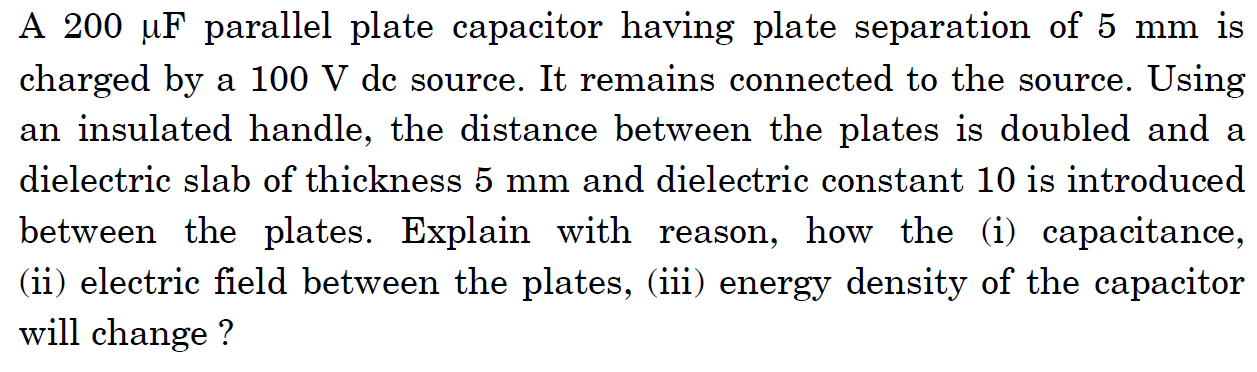 A 200 μF parallel plate capacitor having plate separation of 5 mm is
charged by a 100 V dc source. It remains connected to the source. Using
an insulated handle, the distance between the plates is doubled and a
dielectric slab of thickness 5 mm and dielectric constant 10 is introduced
between the plates. Explain with reason, how the (i) capacitance,
(ii) electric field between the plates, (iii) energy density of the capacitor
will change ?